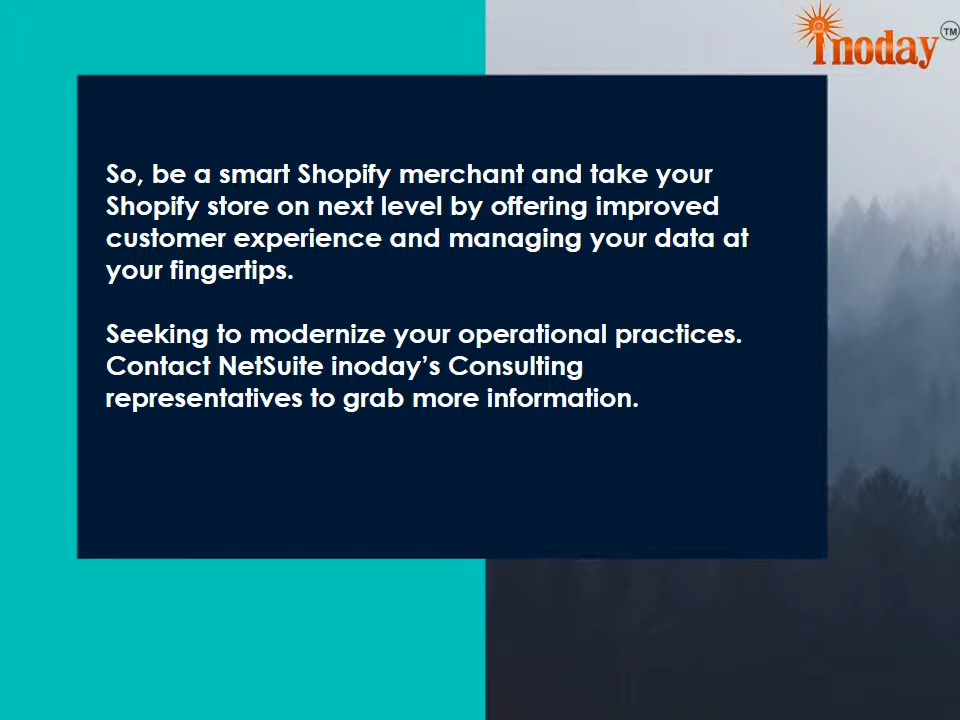 inoday TM
So, be a smart Shopify merchant and take your
Shopify store on next level by offering improved
customer experience and managing your data at
your fingertips.
Seeking to modernize your operational practices.
Contact NetSuite inoday’s Consulting
representatives to grab more information.